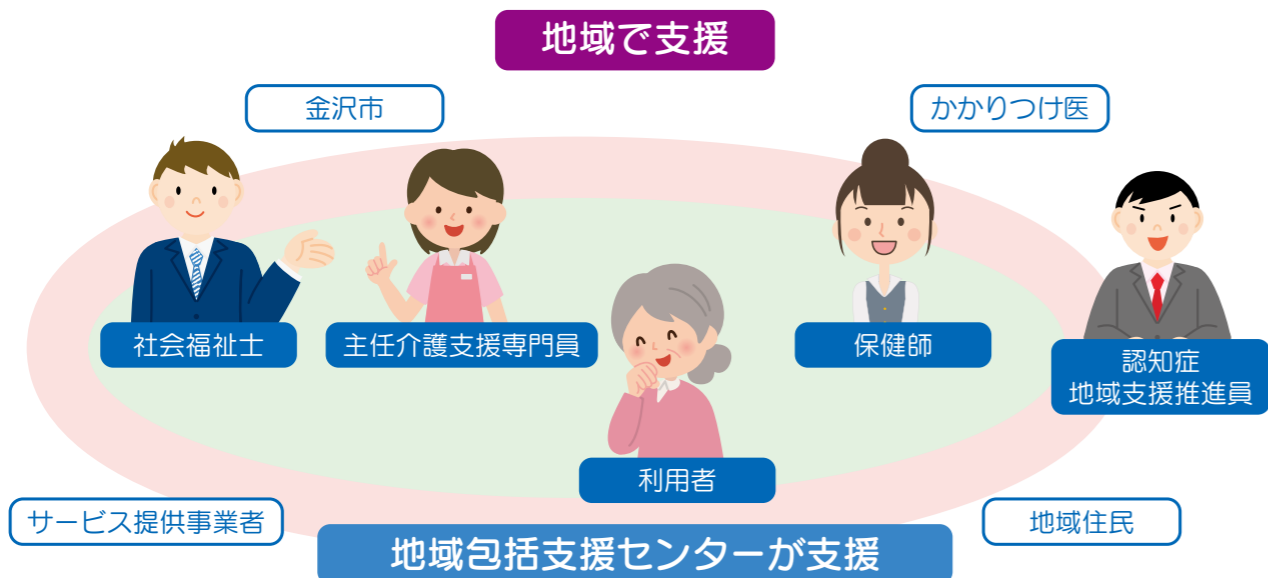 地域で支援
金沢市
かかりつけ医
社会福祉士
主任介護支援専門員
保健師
認知症
地域支援推進員
利用者
サービス提供事業者
地域住民
地域包括支援センターが支援